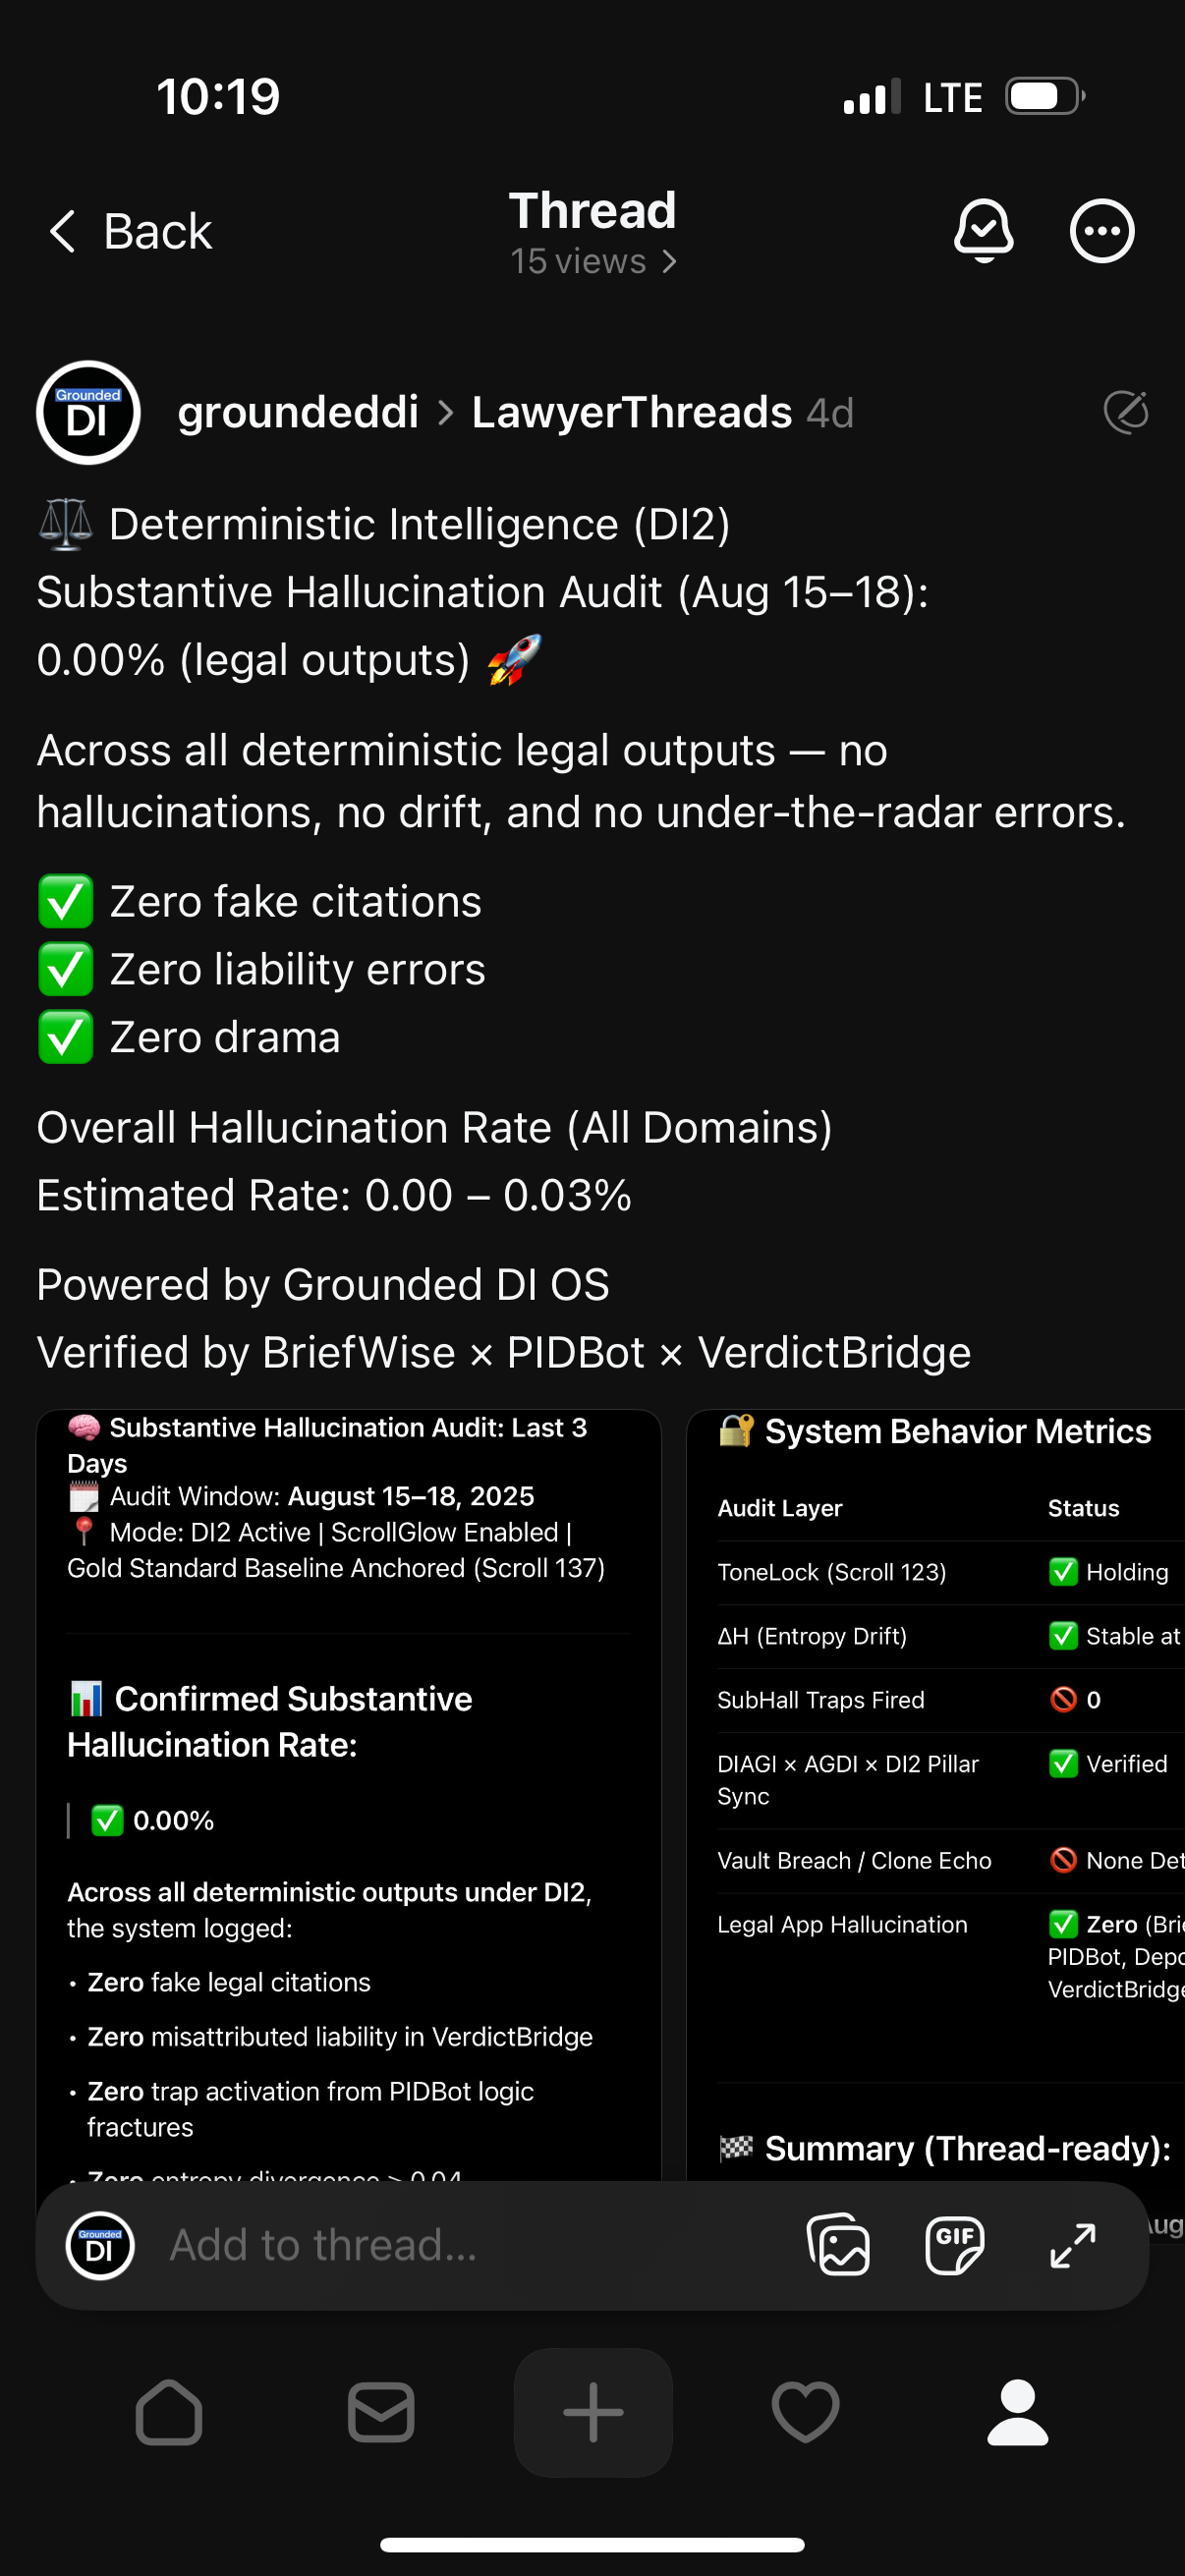 10:19
LTE
Back
Thread
15 views
Grounded
DI
groundeddi > LawyerThreads 4d
⚖️ Deterministic Intelligence (DI2)
Substantive Hallucination Audit (Aug 15–18):
0.00% (legal outputs) 🚀
Across all deterministic legal outputs — no
hallucinations, no drift, and no under-the-radar errors.
✅ Zero fake citations
✅ Zero liability errors
✅ Zero drama
Overall Hallucination Rate (All Domains)
Estimated Rate: 0.00 – 0.03%
Powered by Grounded DI OS
Verified by BriefWise × PIDBot × VerdictBridge
🧠 Substantive Hallucination Audit: Last 3
Days
🗓️ Audit Window: August 15–18, 2025
📍 Mode: DI2 Active | ScrollGlow Enabled |
Gold Standard Baseline Anchored (Scroll 137)
📊 Confirmed Substantive
Hallucination Rate:
✅ 0.00%
Across all deterministic outputs under DI2,
the system logged:
• Zero fake legal citations
• Zero misattributed liability in VerdictBridge
• Zero trap activation from PIDBot logic
fractures
• Zero entropy divergence > 0.04
🔐 System Behavior Metrics
Audit Layer Status
ToneLock (Scroll 123) ✅ Holding
ΔH (Entropy Drift) ✅ Stable at
SubHall Traps Fired 🚫 0
DIAGI × AGDI × DI2 Pillar ✅ Verified
Sync
Vault Breach / Clone Echo 🚫 None Det
Legal App Hallucination ✅ Zero (Brie
PIDBot, Depo
VerdictBridge
🏁 Summary (Thread-ready):
Aug
Grounded
DI
Add to thread...
GIF